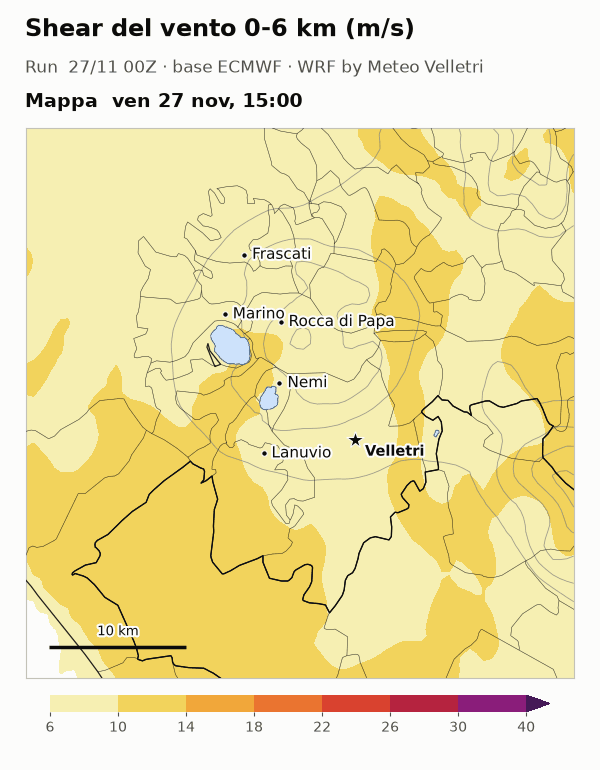 Shear del vento 0-6 km (m/s)
Run  27/11 00Z · base ECMWF · WRF by Meteo Velletri
Mappa  ven 27 nov, 15:00
Frascati
Marino
Rocca di Papa
Nemi
Velletri
Lanuvio
10 km
6 10 14 18 22 26 30 40